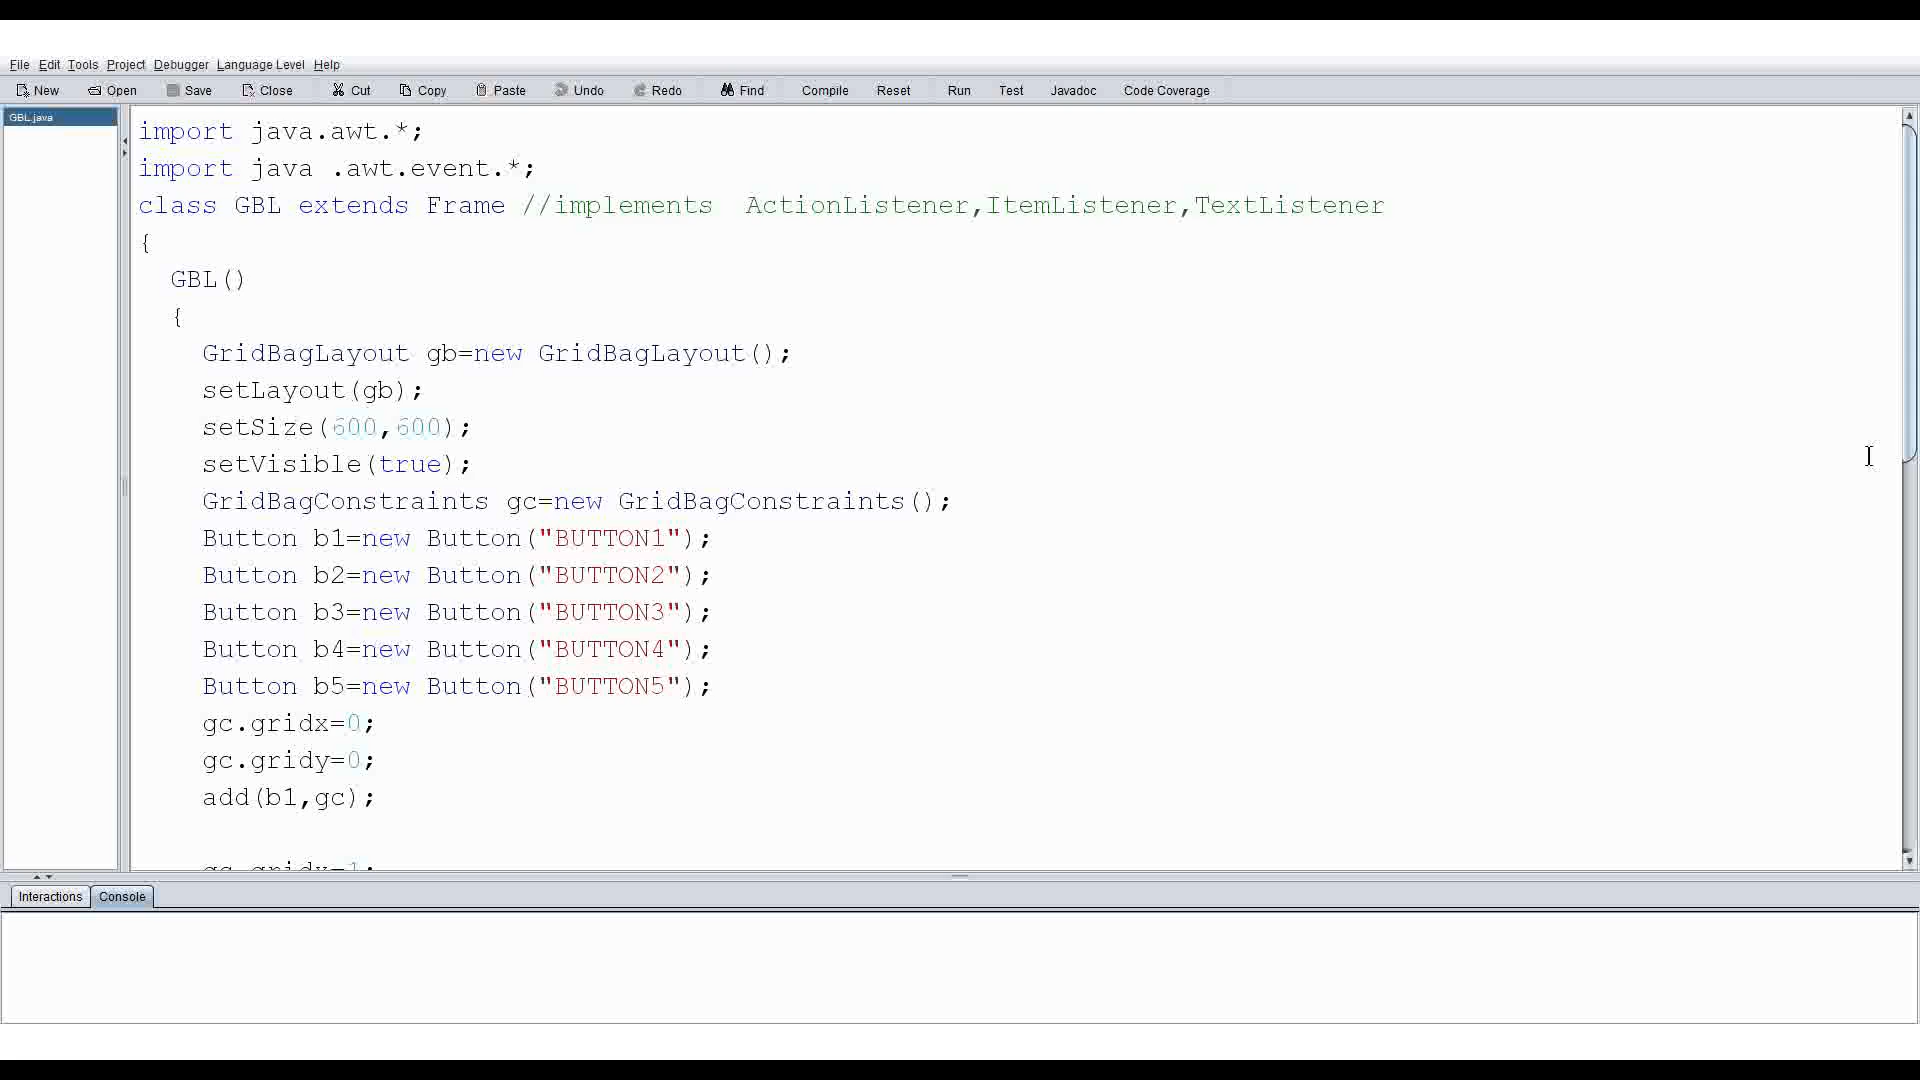 File Edit Tools Project Debugger Language Level Help
New Open Save Close Cut Copy Paste Undo Redo Find Compile Reset Run Test Javadoc Code Coverage
GBL.java
import java.awt.*;
import java .awt.event.*;
class GBL extends Frame //implements  ActionListener,ItemListener,TextListener
{
GBL()
{
GridBagLayout gb=new GridBagLayout();
setLayout(gb);
setSize(600,600);
setVisible(true);
GridBagConstraints gc=new GridBagConstraints();
Button b1=new Button("BUTTON1");
Button b2=new Button("BUTTON2");
Button b3=new Button("BUTTON3");
Button b4=new Button("BUTTON4");
Button b5=new Button("BUTTON5");
gc.gridx=0;
gc.gridy=0;
add(b1,gc);
gc.gridx=1;
Interactions Console